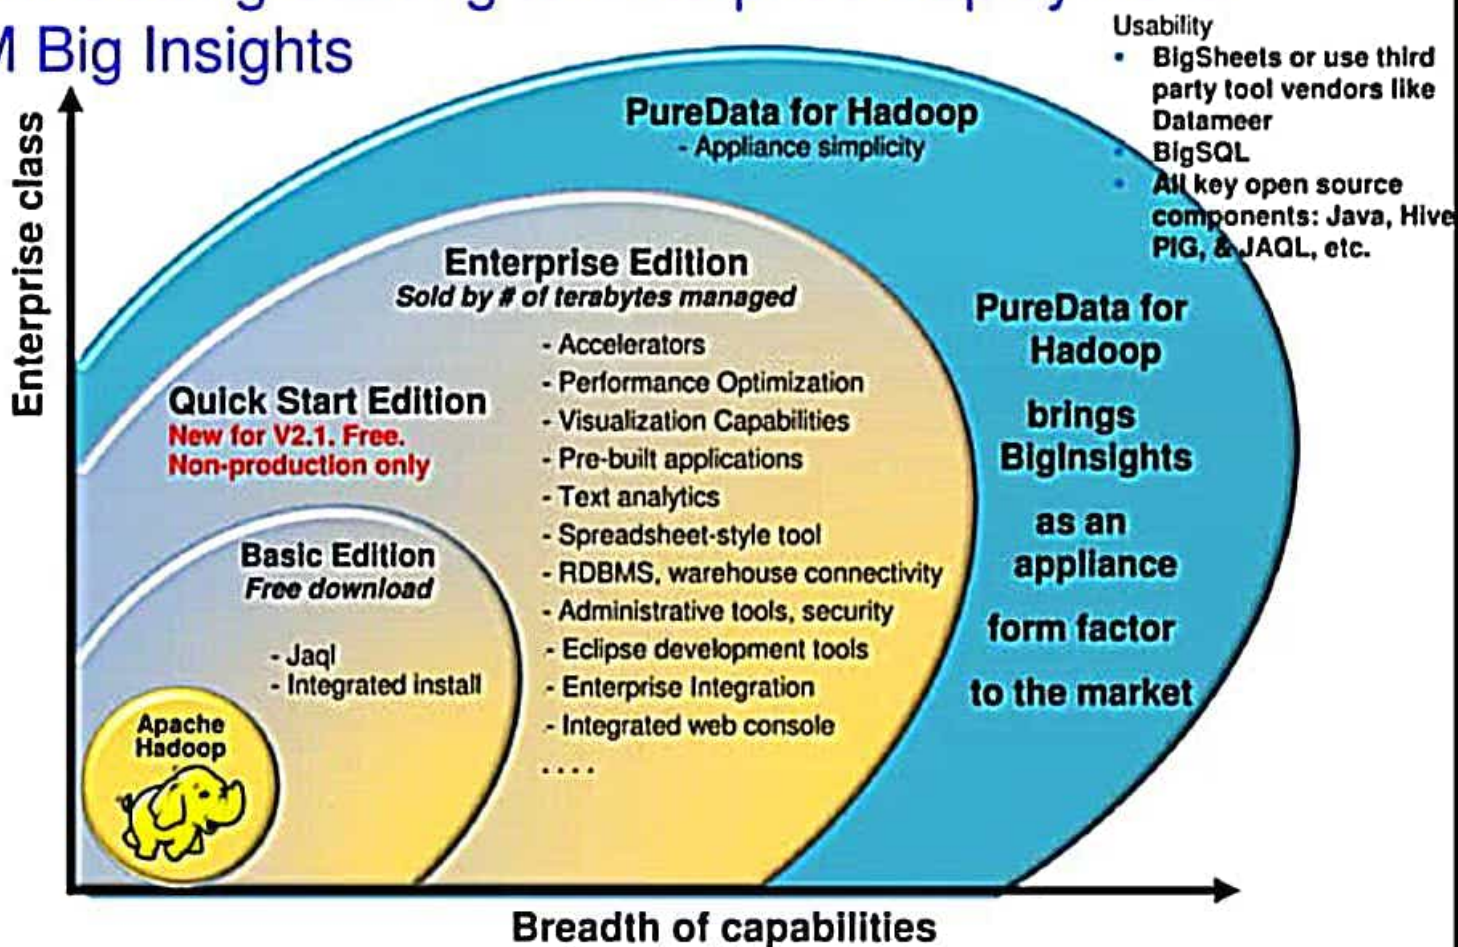 M Big Insights
Usability
• BigSheets or use third
party tool vendors like
Datameer
• BigSQL
• All key open source
components: Java, Hive
PIG, & JAQL, etc.
Enterprise class
PureData for Hadoop
- Appliance simplicity
Enterprise Edition
Sold by # of terabytes managed
- Accelerators
- Performance Optimization
- Visualization Capabilities
- Pre-built applications
- Text analytics
- Spreadsheet-style tool
- RDBMS, warehouse connectivity
- Administrative tools, security
- Eclipse development tools
- Enterprise Integration
- Integrated web console
. . . .
Quick Start Edition
New for V2.1. Free.
Non-production only
Basic Edition
Free download
- Jaql
- Integrated install
Apache
Hadoop
PureData for
Hadoop
brings
BigInsights
as an
appliance
form factor
to the market
Breadth of capabilities